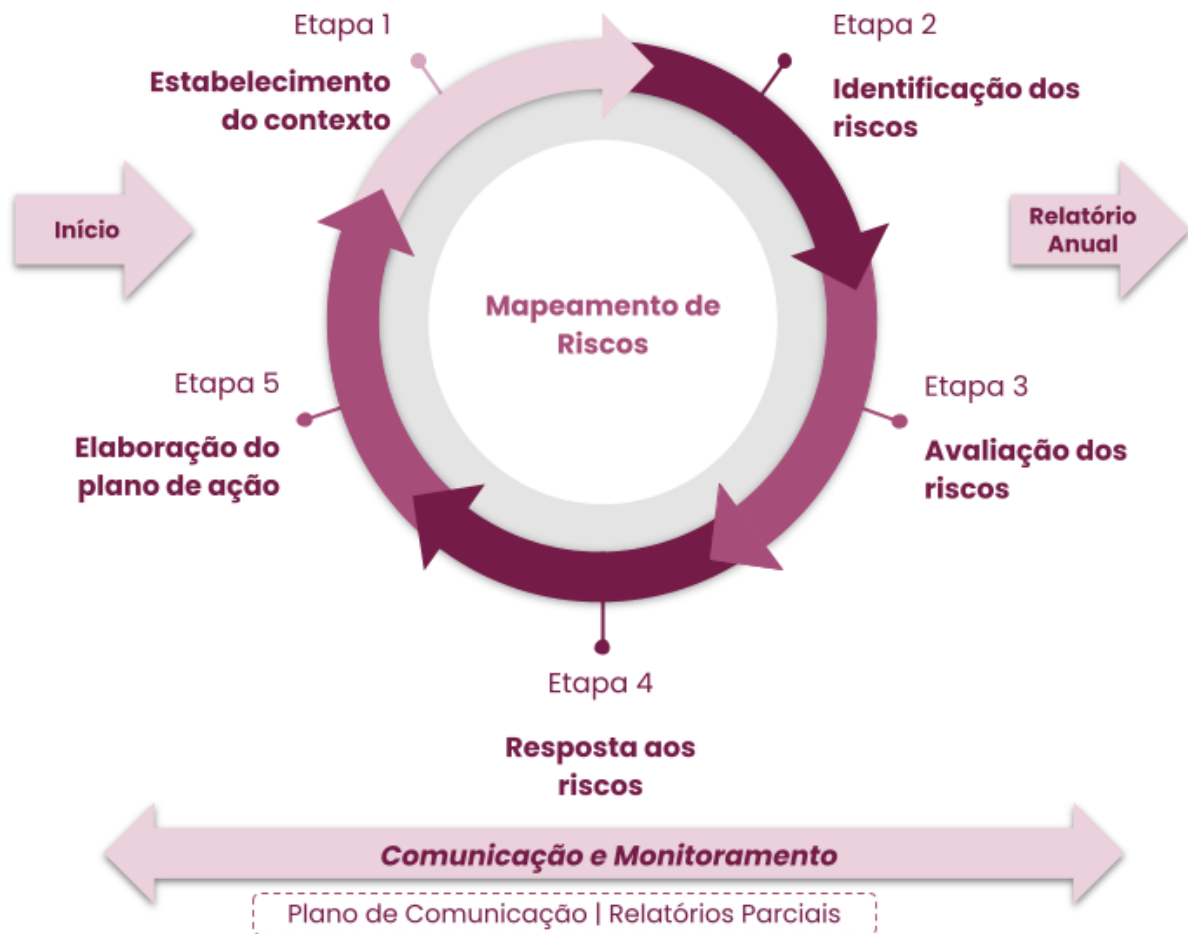 Etapa 1
Estabelecimento
do contexto
Etapa 2
Identificação dos
riscos
Início
Relatório
Anual
Mapeamento de
Riscos
Etapa 3
Avaliação dos
riscos
Etapa 4
Resposta aos
riscos
Etapa 5
Elaboração do
plano de ação
Comunicação e Monitoramento
Plano de Comunicação | Relatórios Parciais